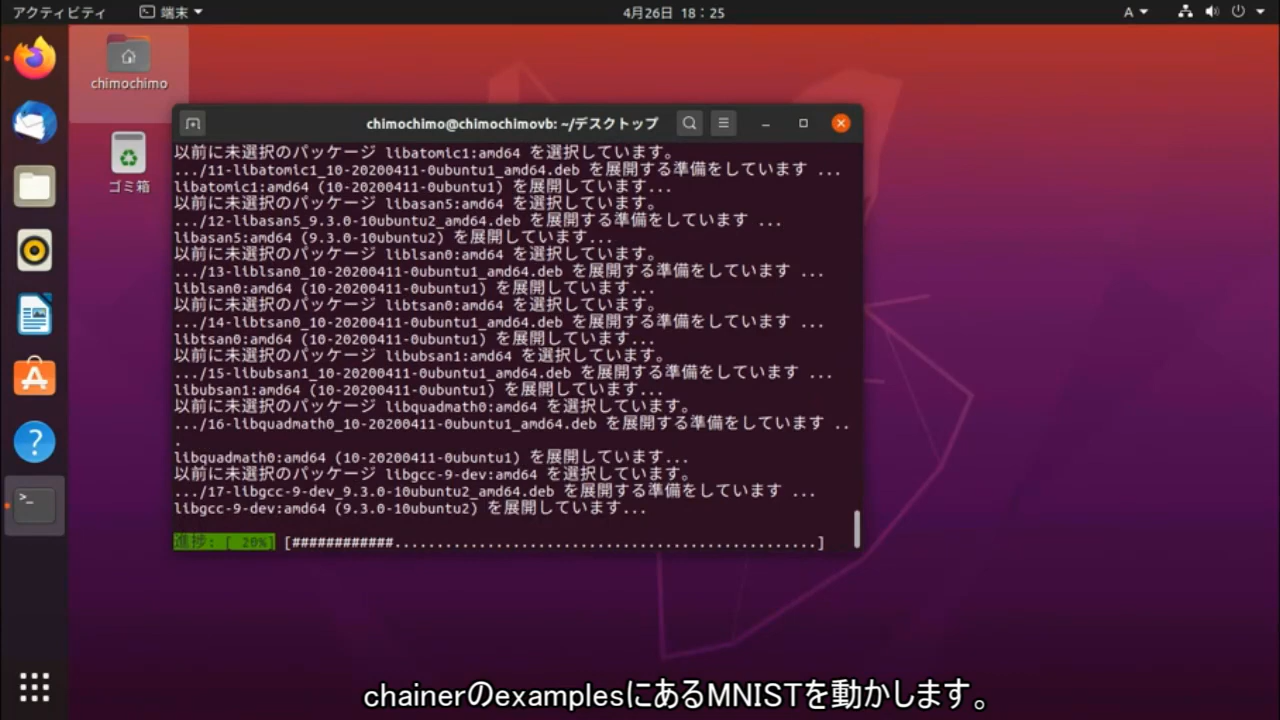 アクティビティ
端末
4月26日 18：25
A
chimochimo
ゴミ箱
chimochimo@chimochimovb: ~/デスクトップ
以前に未選択のパッケージ libatomic1:amd64 を選択しています。
.../11-libatomic1_10-20200411-0ubuntu1_amd64.deb を展開する準備をしています ...
libatomic1:amd64 (10-20200411-0ubuntu1) を展開しています...
以前に未選択のパッケージ libasan5:amd64 を選択しています。
.../12-libasan5_9.3.0-10ubuntu2_amd64.deb を展開する準備をしています ...
libasan5:amd64 (9.3.0-10ubuntu2) を展開しています...
以前に未選択のパッケージ liblsan0:amd64 を選択しています。
.../13-liblsan0_10-20200411-0ubuntu1_amd64.deb を展開する準備をしています ...
liblsan0:amd64 (10-20200411-0ubuntu1) を展開しています...
以前に未選択のパッケージ libtsan0:amd64 を選択しています。
.../14-libtsan0_10-20200411-0ubuntu1_amd64.deb を展開する準備をしています ...
libtsan0:amd64 (10-20200411-0ubuntu1) を展開しています...
以前に未選択のパッケージ libubsan1:amd64 を選択しています。
.../15-libubsan1_10-20200411-0ubuntu1_amd64.deb を展開する準備をしています ...
libubsan1:amd64 (10-20200411-0ubuntu1) を展開しています...
以前に未選択のパッケージ libquadmath0:amd64 を選択しています。
.../16-libquadmath0_10-20200411-0ubuntu1_amd64.deb を展開する準備をしています ..
.
libquadmath0:amd64 (10-20200411-0ubuntu1) を展開しています...
以前に未選択のパッケージ libgcc-9-dev:amd64 を選択しています。
.../17-libgcc-9-dev_9.3.0-10ubuntu2_amd64.deb を展開する準備をしています ...
libgcc-9-dev:amd64 (9.3.0-10ubuntu2) を展開しています...
進捗: [ 20%] [############..................................................]
chainerのexamplesにあるMNISTを動かします。